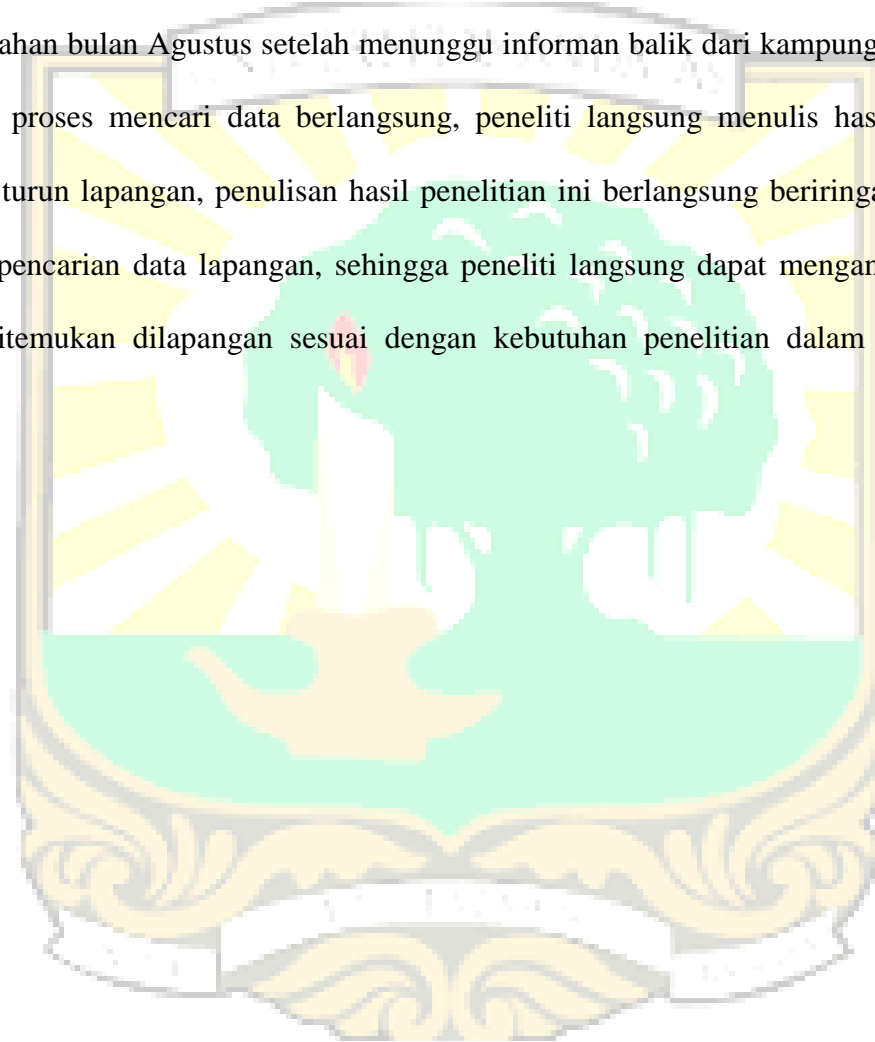 ahan bulan Agustus setelah menunggu informan balik dari kampung
proses mencari data berlangsung, peneliti langsung menulis has
turun lapangan, penulisan hasil penelitian ini berlangsung beriringa
pencarian data lapangan, sehingga peneliti langsung dapat mengan
itemukan dilapangan sesuai dengan kebutuhan penelitian dalam